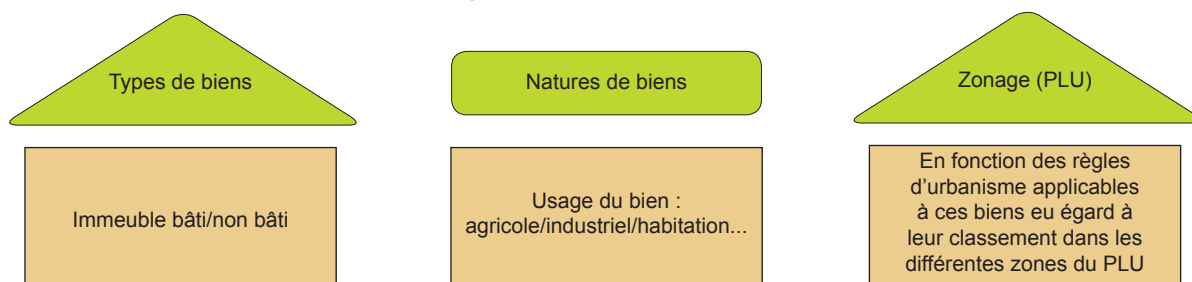 Types de biens
Natures de biens
Zonage (PLU)
Immeuble bâti/non bâti
Usage du bien :
agricole/industriel/habitation...
En fonction des règles
d'urbanisme applicables
à ces biens eu égard à
leur classement dans les
différentes zones du PLU